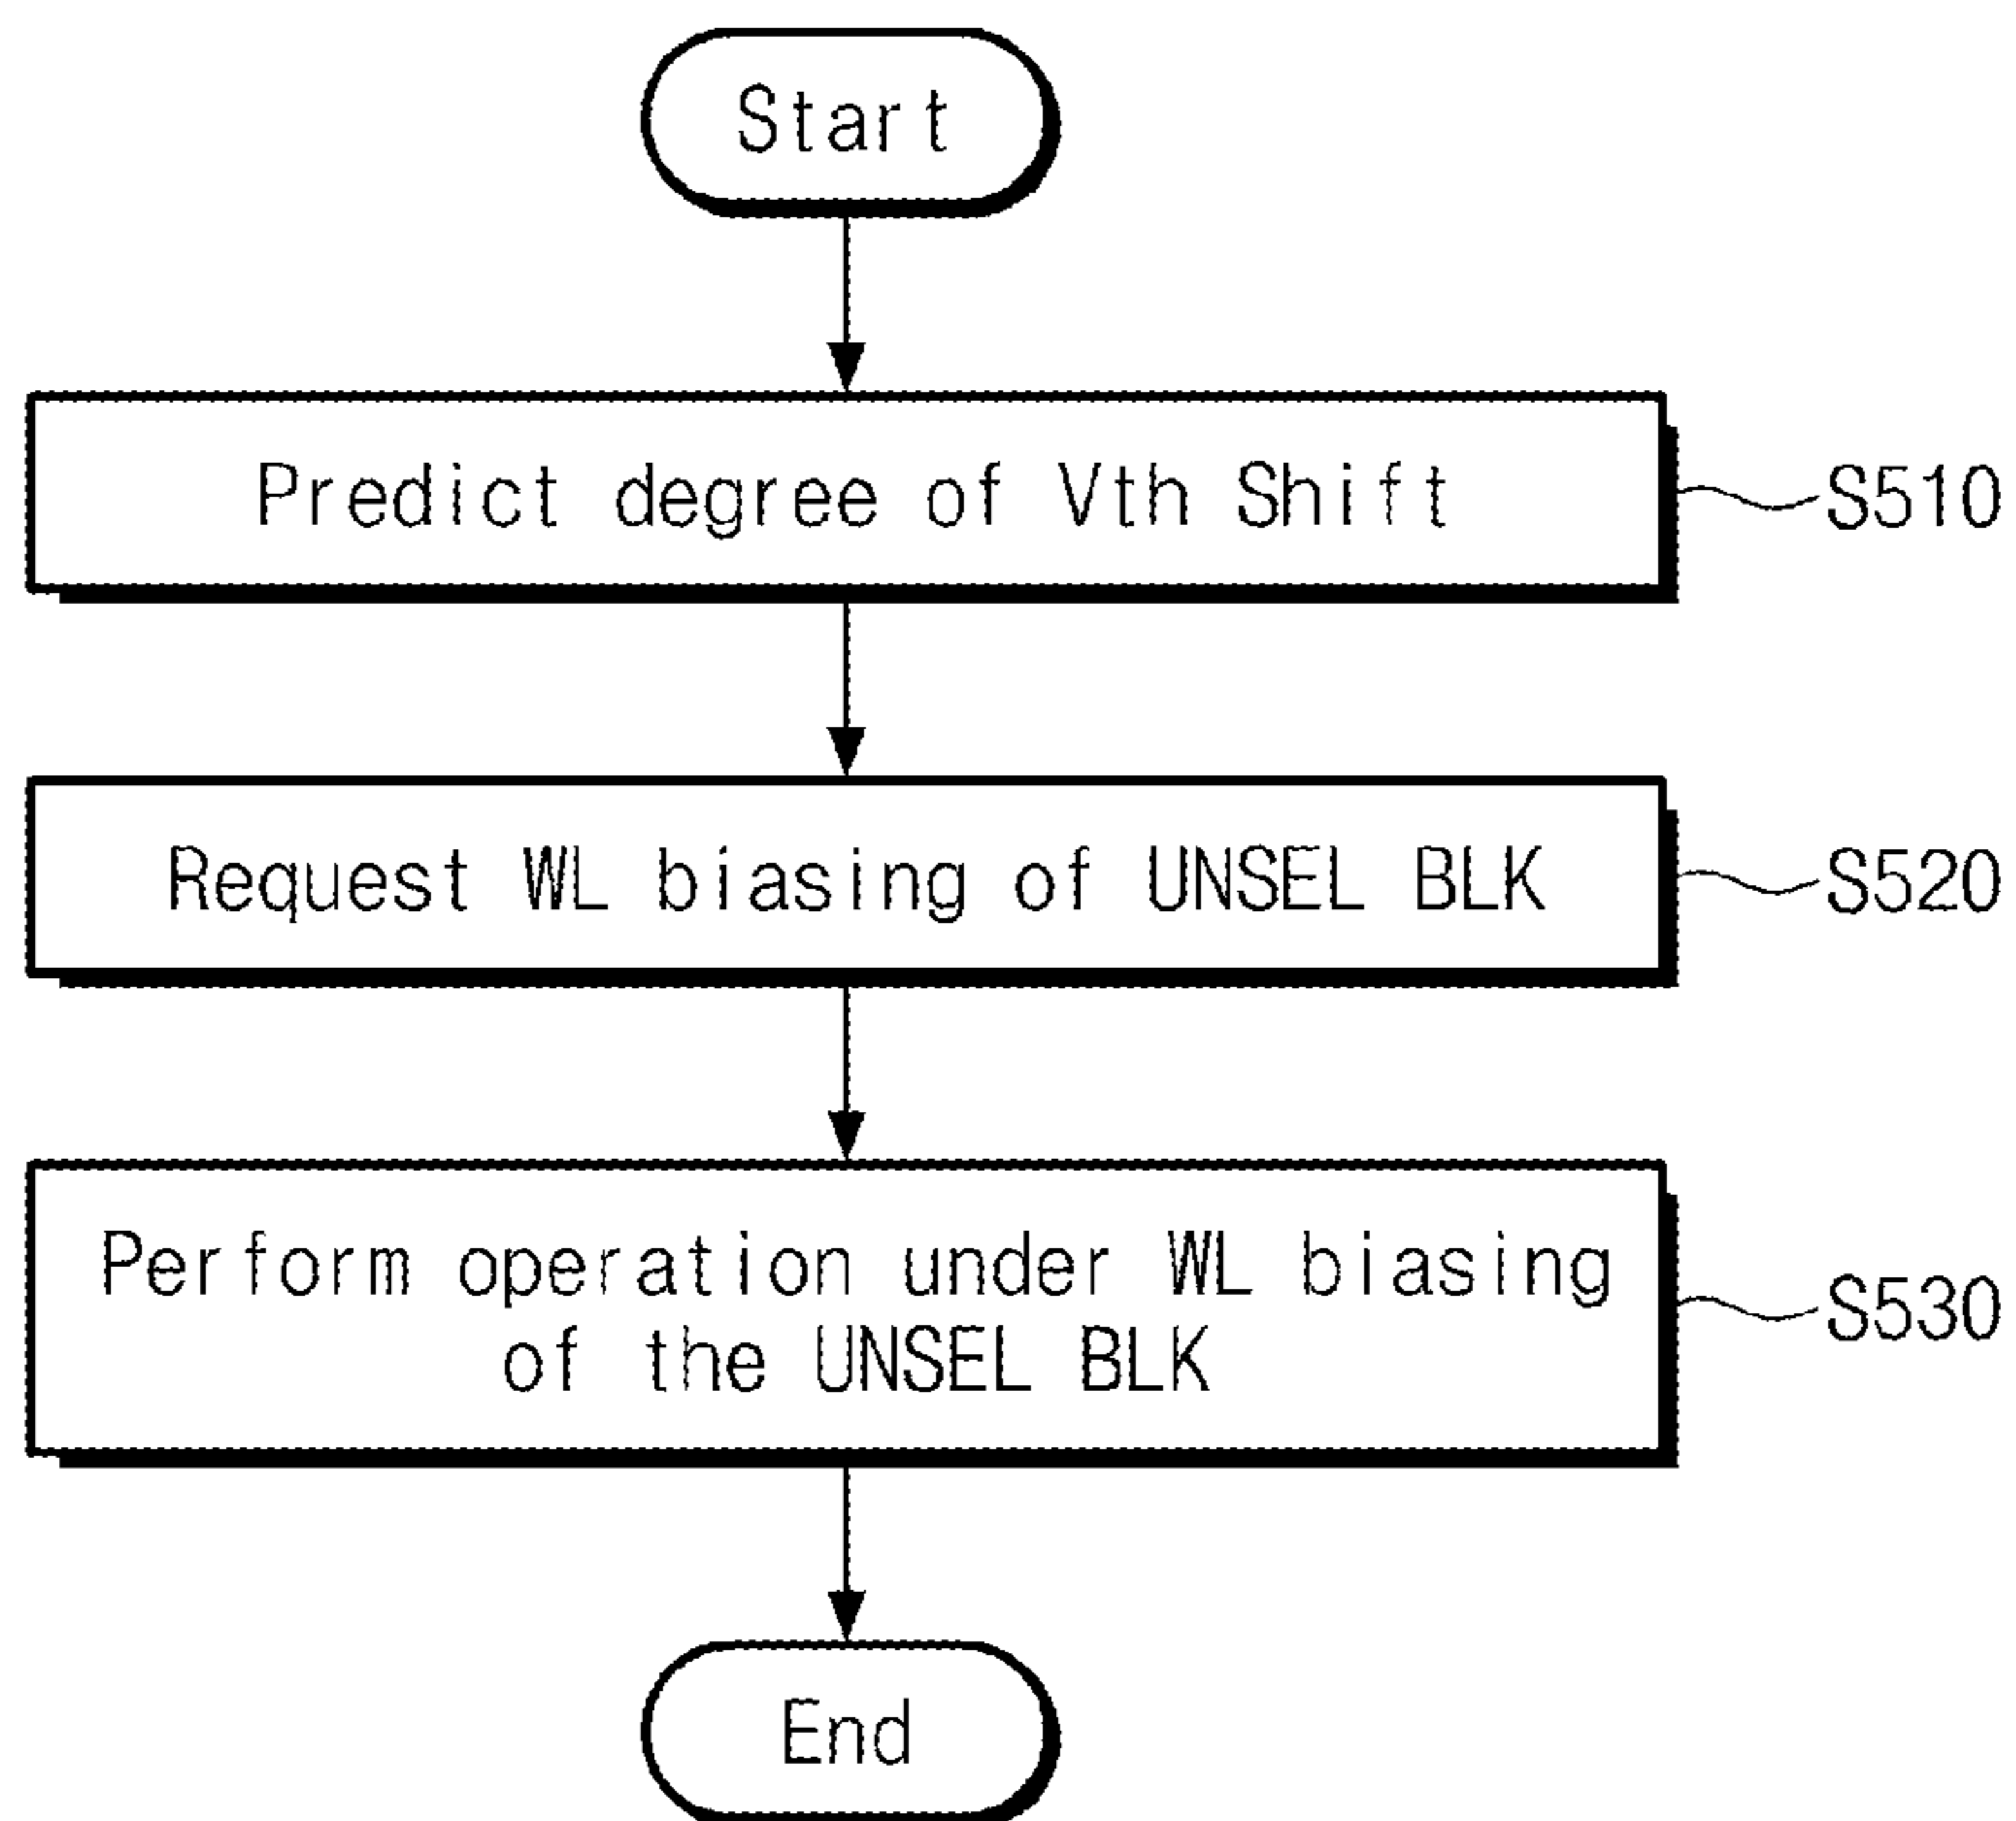 Start
Predict degree of Vth Shift
S510
Request WL biasing of UNSEL BLK
S520
Perform operation under WL biasing
of the UNSEL BLK
S530
End